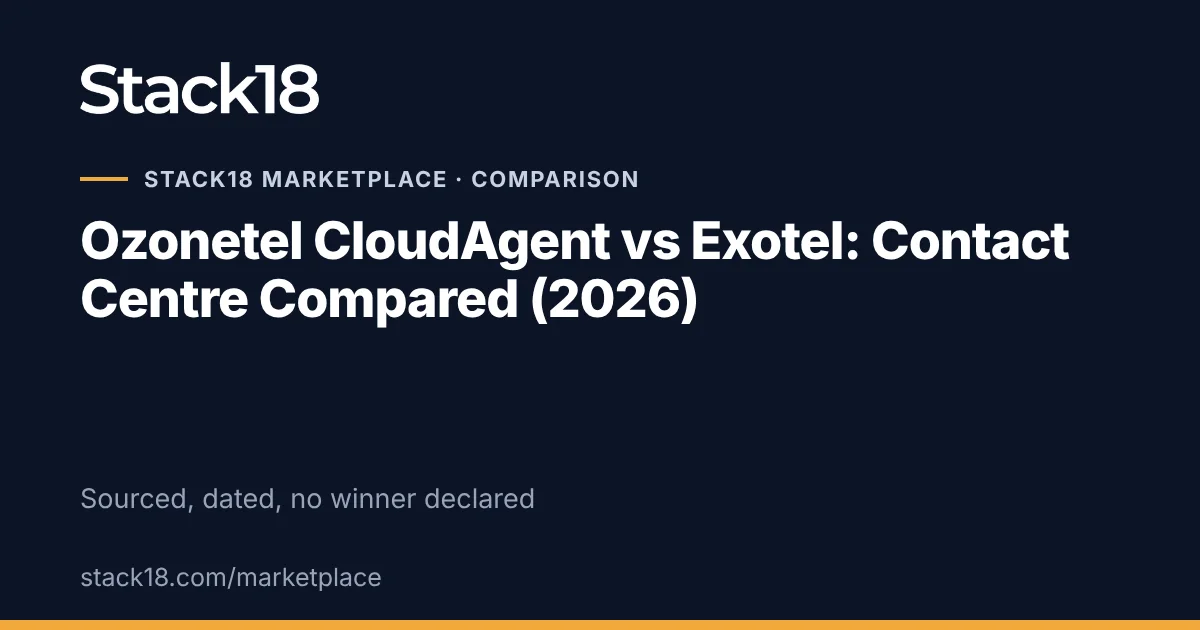 Stack18
STACK18 MARKETPLACE · COMPARISON
Ozonetel CloudAgent vs Exotel: Contact
Centre Compared (2026)
Sourced, dated, no winner declared
stack18.com/marketplace